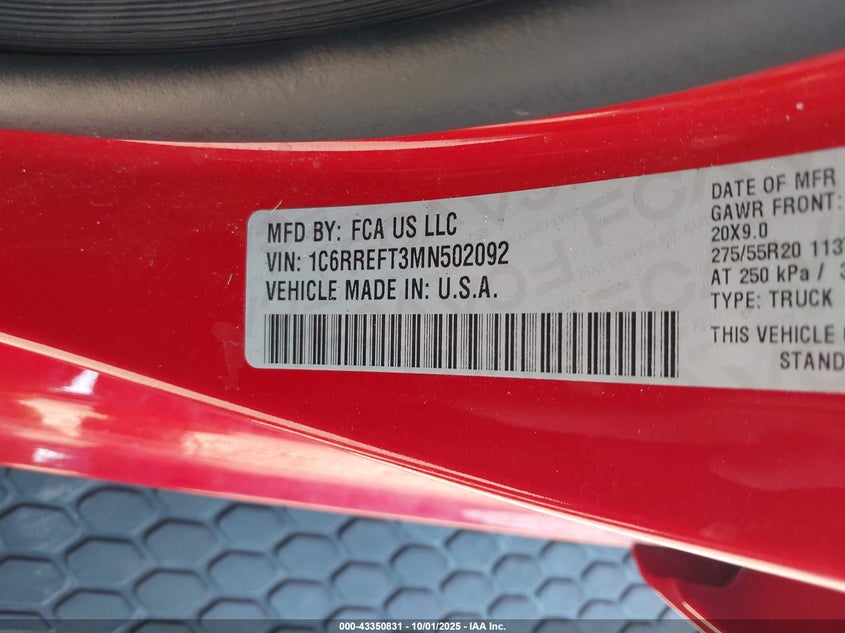 MFD BY: FCA US LLC
VIN: 1C6RREFT3MN502092
VEHICLE MADE IN: U.S.A.
DATE OF MFR
GAWR FRONT:
20X9.0
275/55R20 113
AT 250 kPa /
TYPE: TRUCK
THIS VEHICLE
STAND
000-43350831 - 10/01/2025 - IAA Inc.